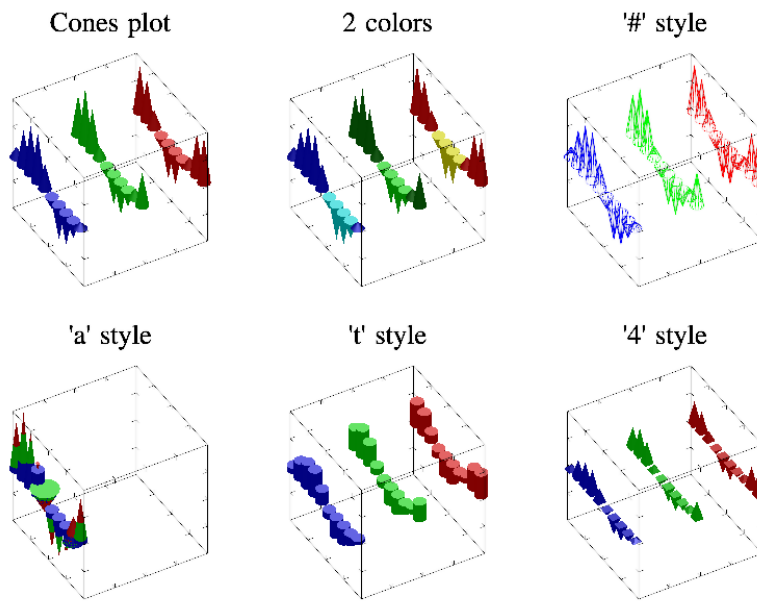 Cones plot
2 colors
'#' style
'a' style
't' style
'4' style